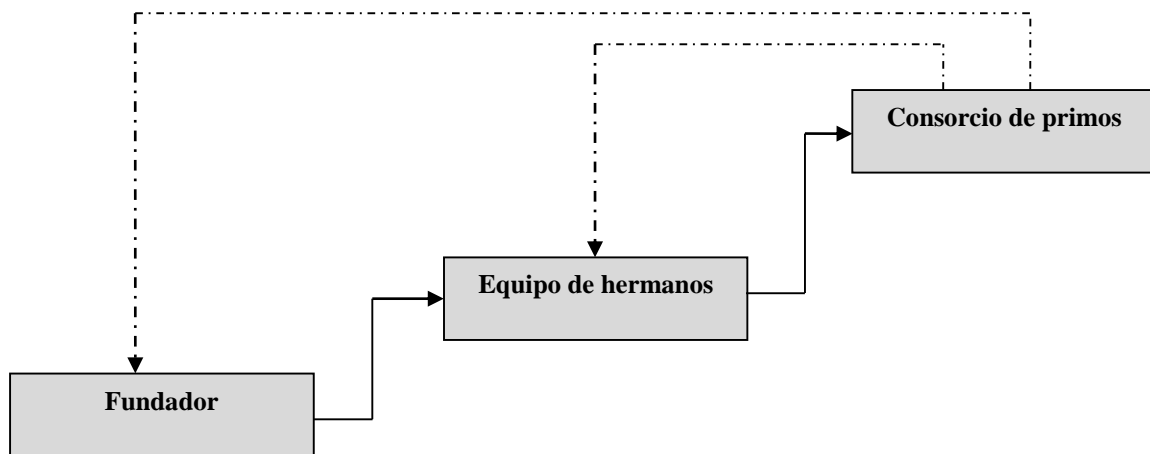 Consorcio de primos
Equipo de hermanos
Fundador